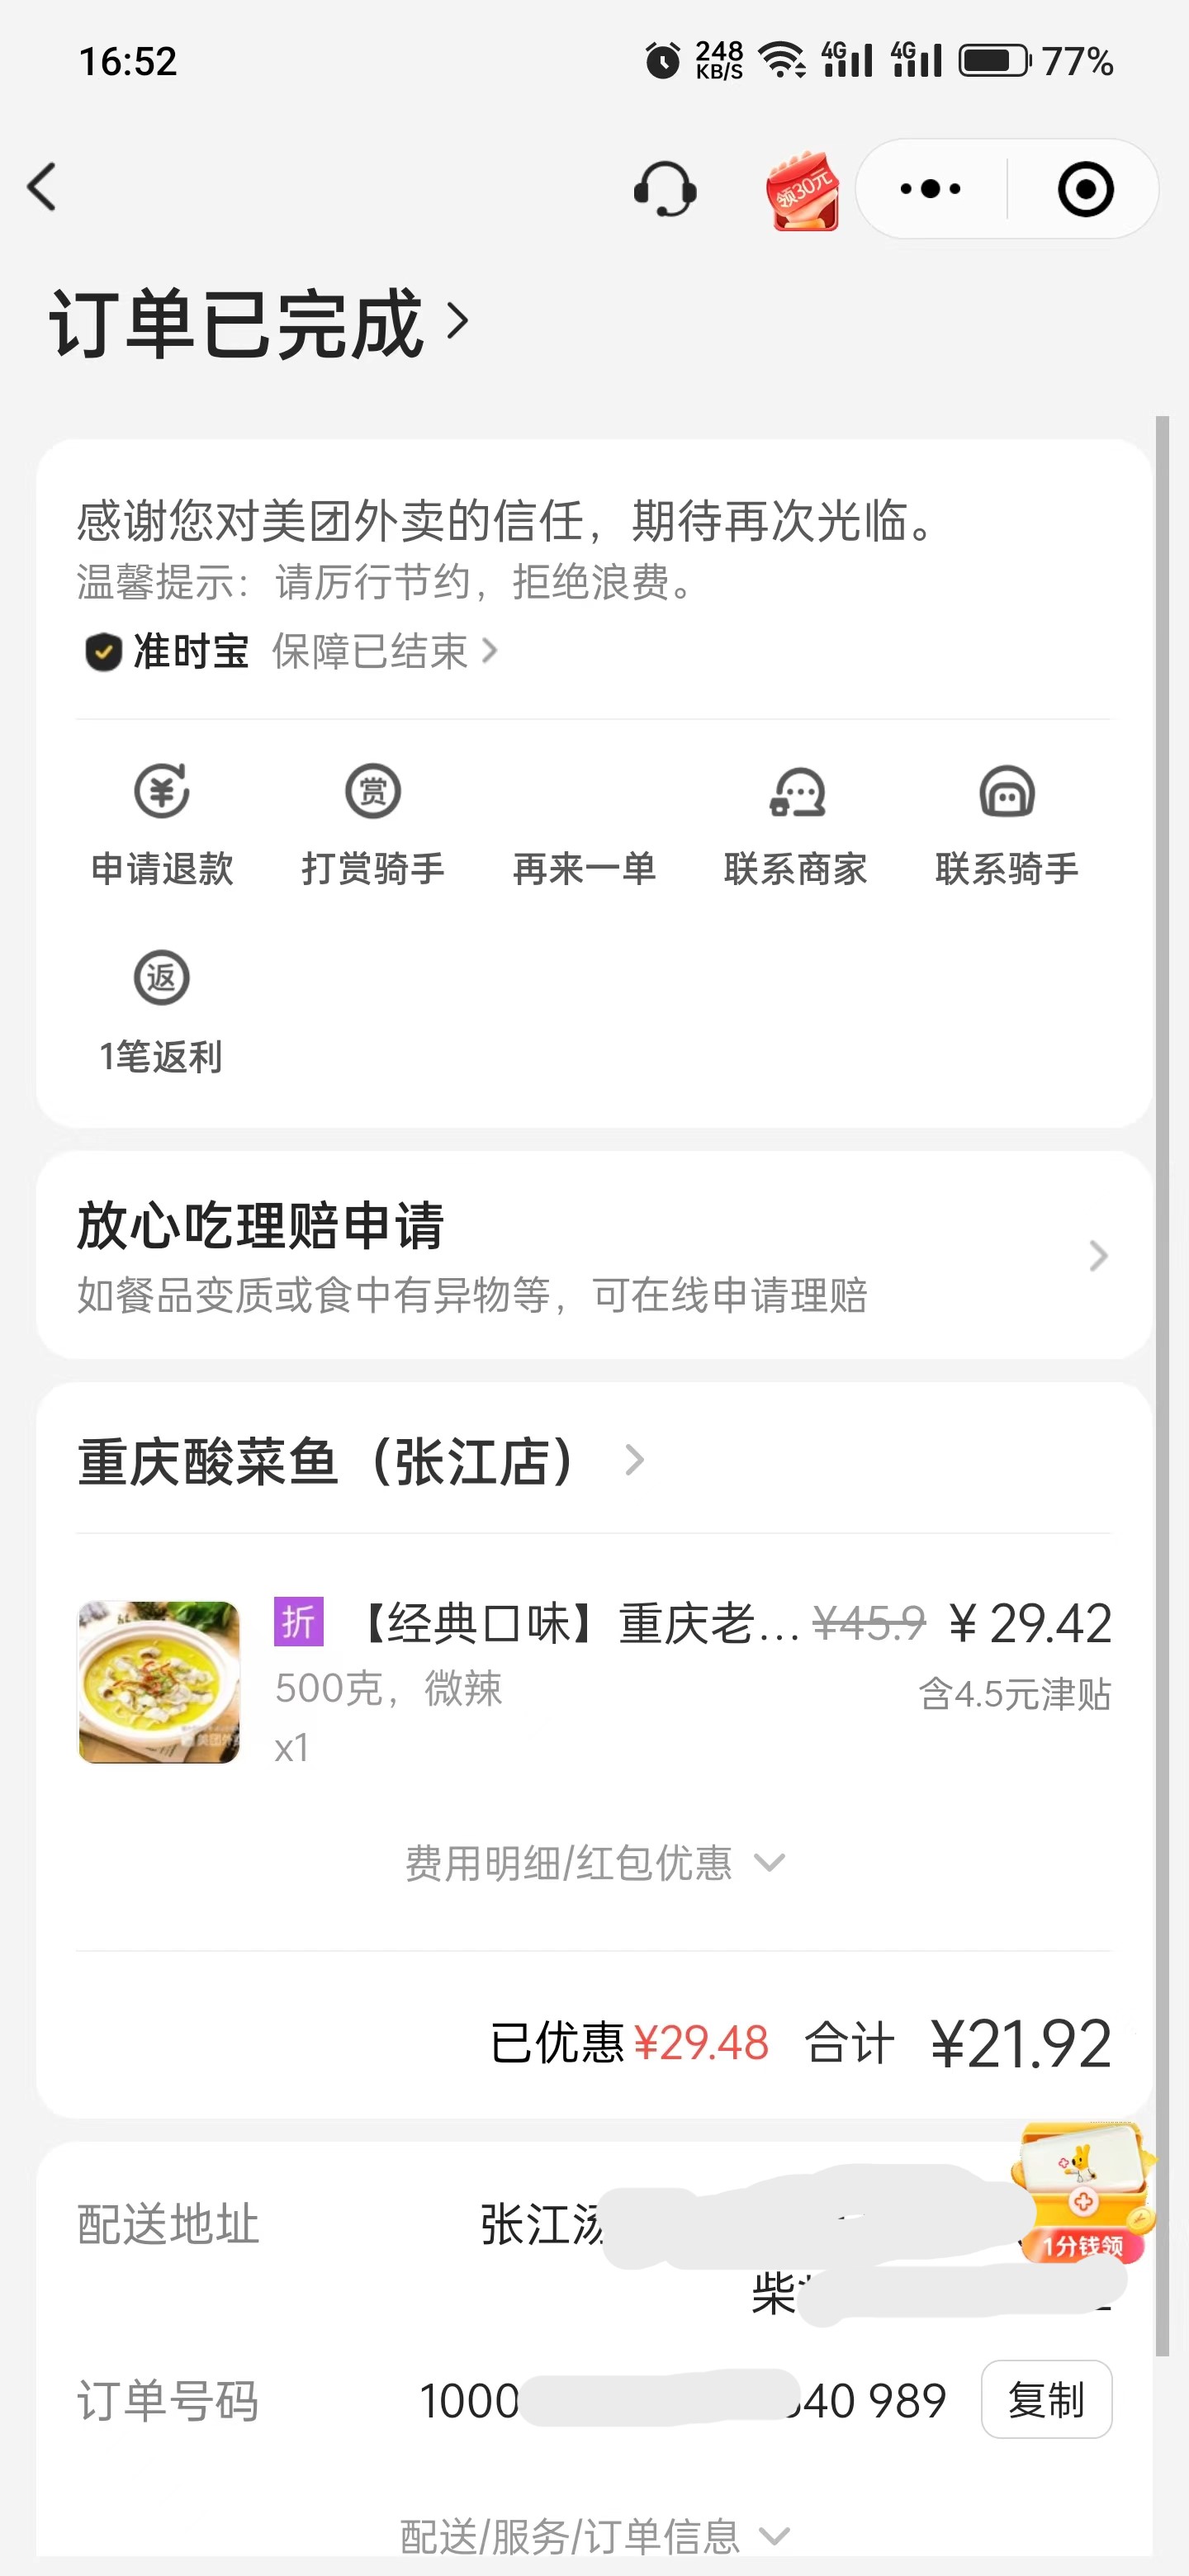 16:52
248
KB/S
4G
4G
77%
领30元
订单已完成
感谢您对美团外卖的信任，期待再次光临。
温馨提示：请厉行节约，拒绝浪费。
准时宝 保障已结束
赏
申请退款 打赏骑手 再来一单 联系商家 联系骑手
返
1笔返利
放心吃理赔申请
如餐品变质或食中有异物等，可在线申请理赔
重庆酸菜鱼（张江店）
折 【经典口味】重庆老... ¥45.9 ¥ 29.42
500克，微辣 含4.5元津贴
x1
美团外
费用明细/红包优惠
已优惠 ¥29.48 合计 ¥21.92
配送地址 张江
柴
1分钱领
订单号码 1000 40 989 复制
配送/服务/订单信息